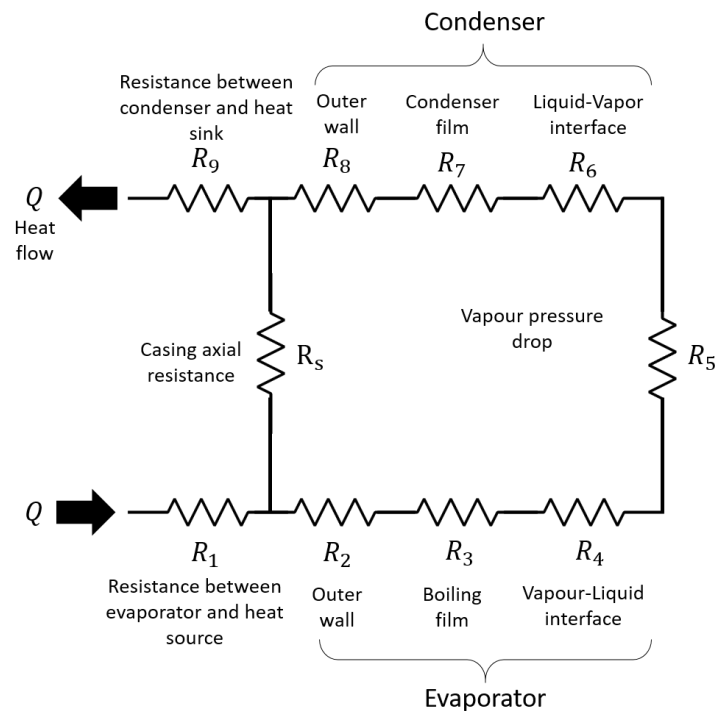 Condenser
Resistance between
condenser and heat
sink
Outer
wall
Condenser
film
Liquid-Vapor
interface
R9
R8
R7
R6
Q
Heat
flow
Casing axial
resistance
Rs
Vapour pressure
drop
R5
Q
R1
R2
R3
R4
Resistance between
evaporator and heat
source
Outer
wall
Boiling
film
Vapour-Liquid
interface
Evaporator